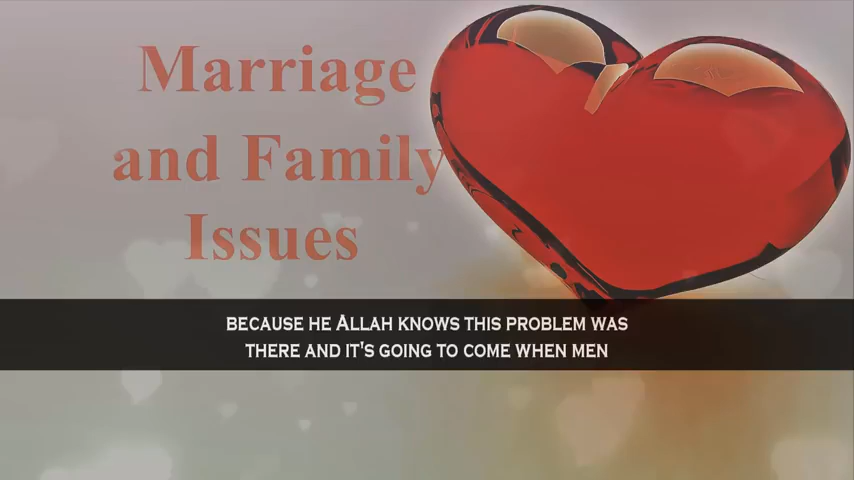 Marriage
and Family
Issues
BECAUSE HE ALLAH KNOWS THIS PROBLEM WAS
THERE AND IT'S GOING TO COME WHEN MEN